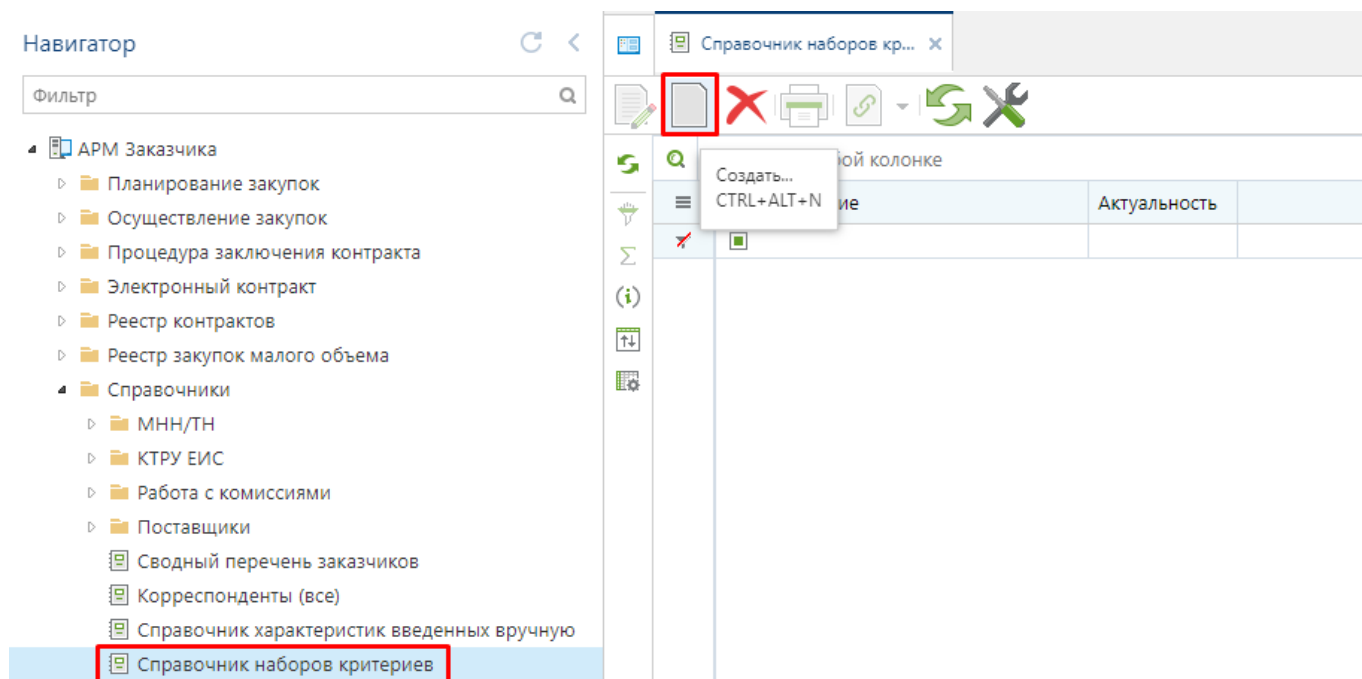 Навигатор
Фильтр
АРМ Заказчика
Планирование закупок
Осуществление закупок
Процедура заключения контракта
Электронный контракт
Реестр контрактов
Реестр закупок малого объема
Справочники
МНН/ТН
КТРУ ЕИС
Работа с комиссиями
Поставщики
Сводный перечень заказчиков
Корреспонденты (все)
Справочник характеристик введенных вручную
Справочник наборов критериев
Справочник наборов кр...
ой колонке
Создать...
CTRL+ALT+N
ие
Актуальность